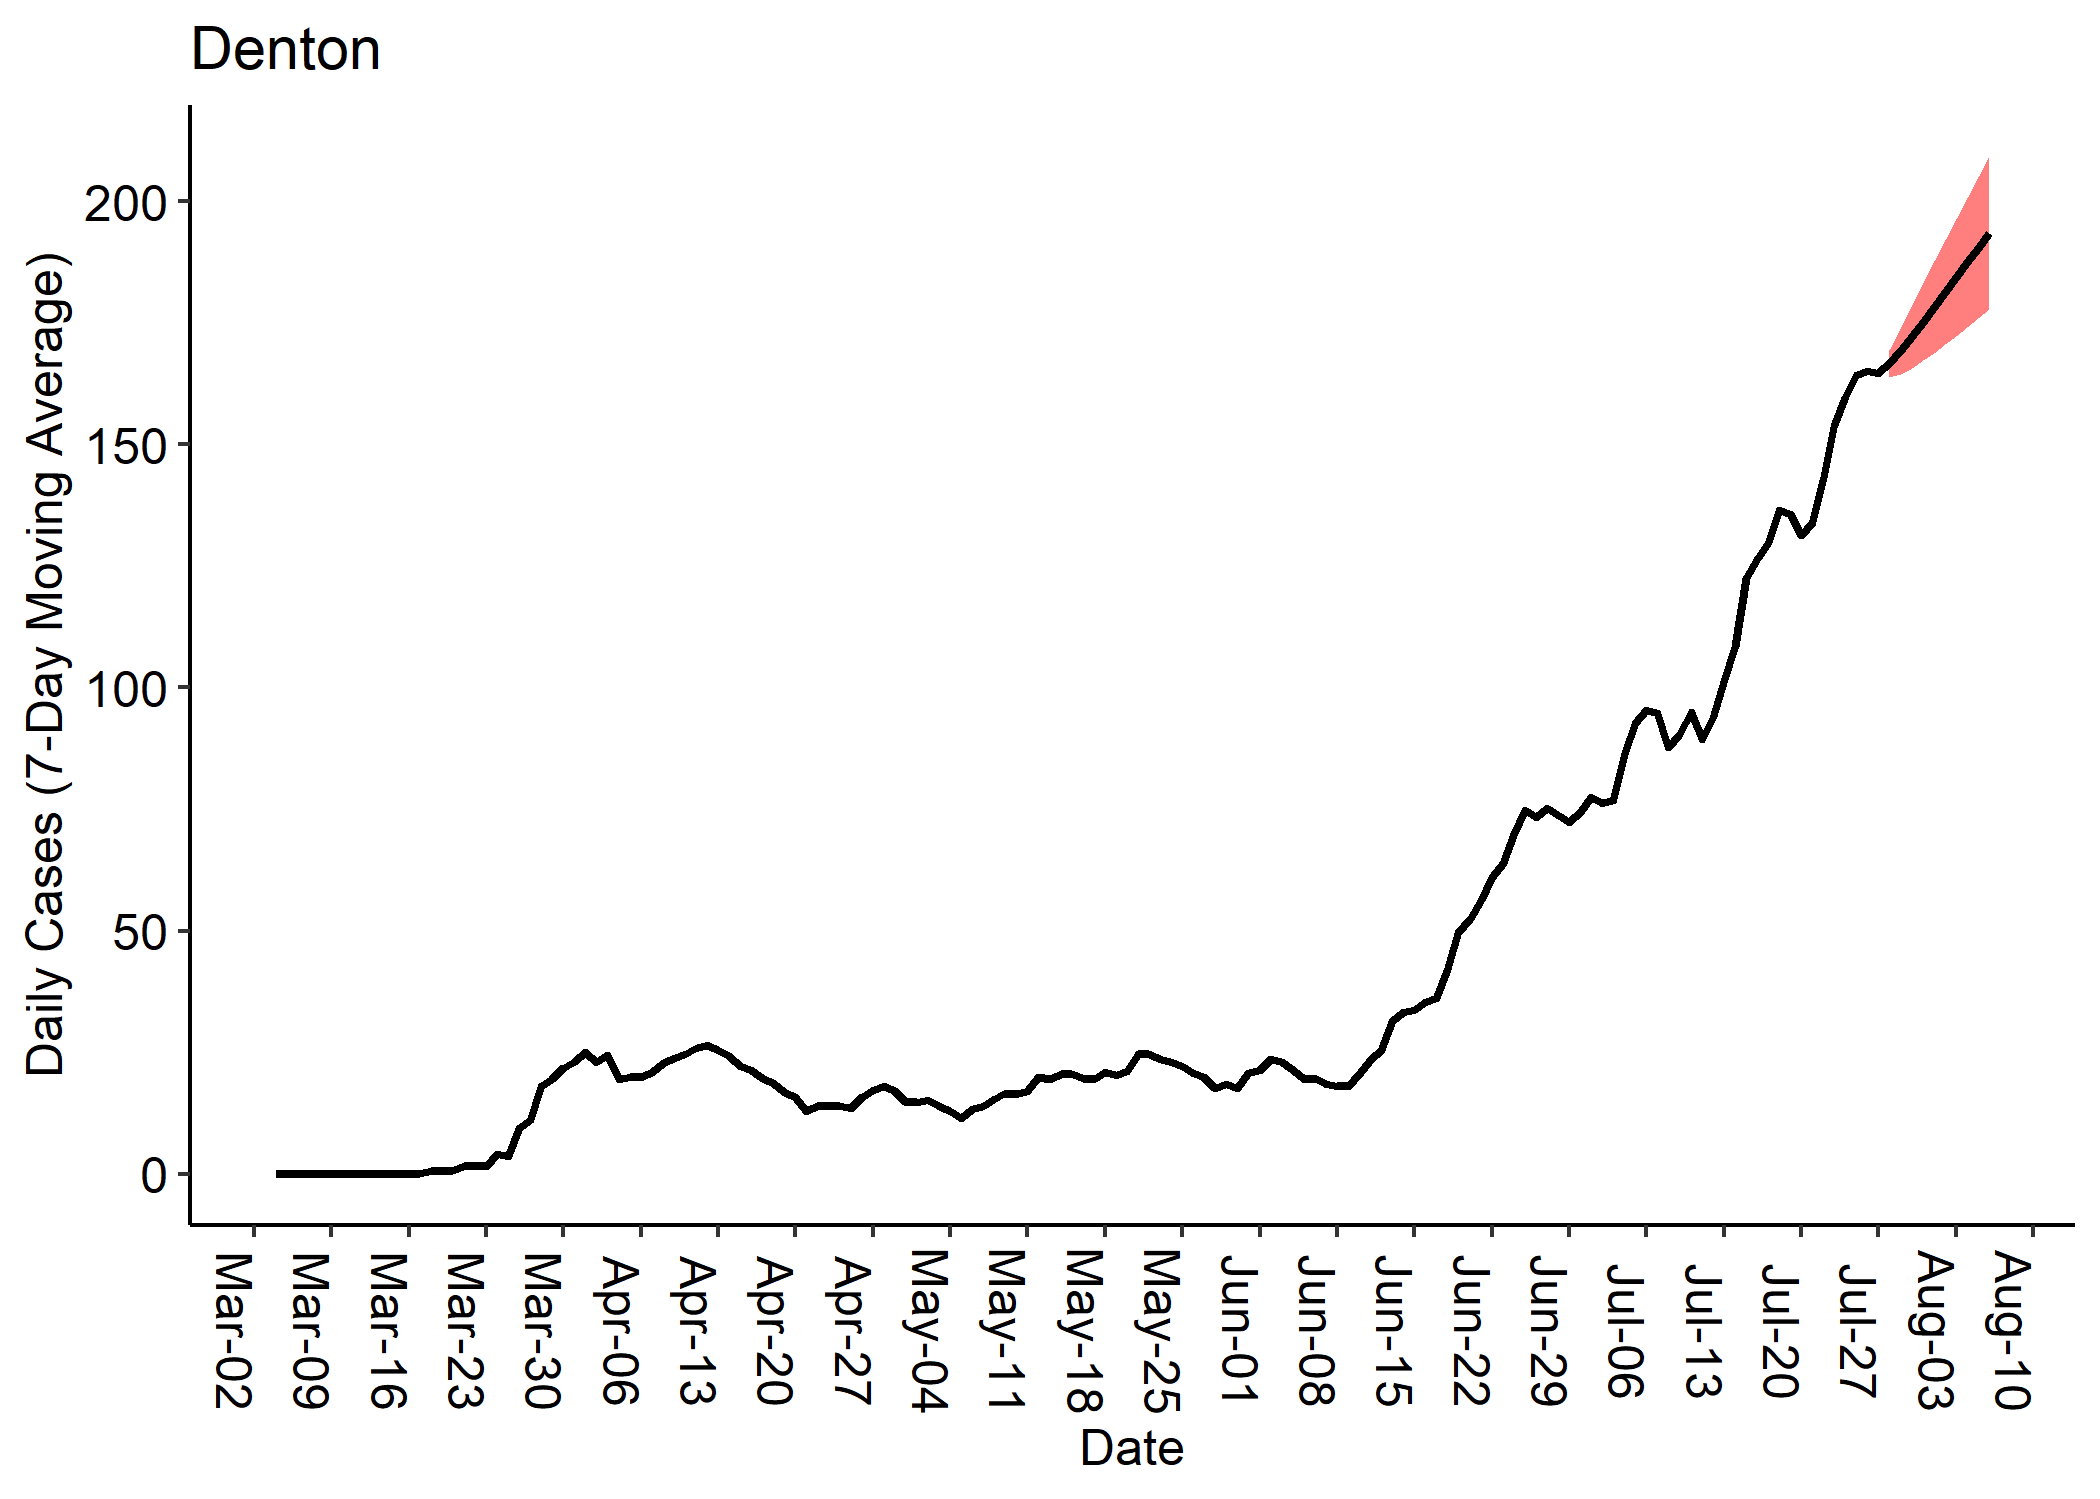 Denton
Daily Cases (7-Day Moving Average)
200
150
100
50
0
Mar-02
Mar-09
Mar-16
Mar-23
Mar-30
Apr-06
Apr-13
Apr-20
Apr-27
May-04
May-11
May-18
May-25
Jun-01
Jun-08
Jun-15
Jun-22
Jun-29
Jul-06
Jul-13
Jul-20
Jul-27
Aug-03
Aug-10
Date